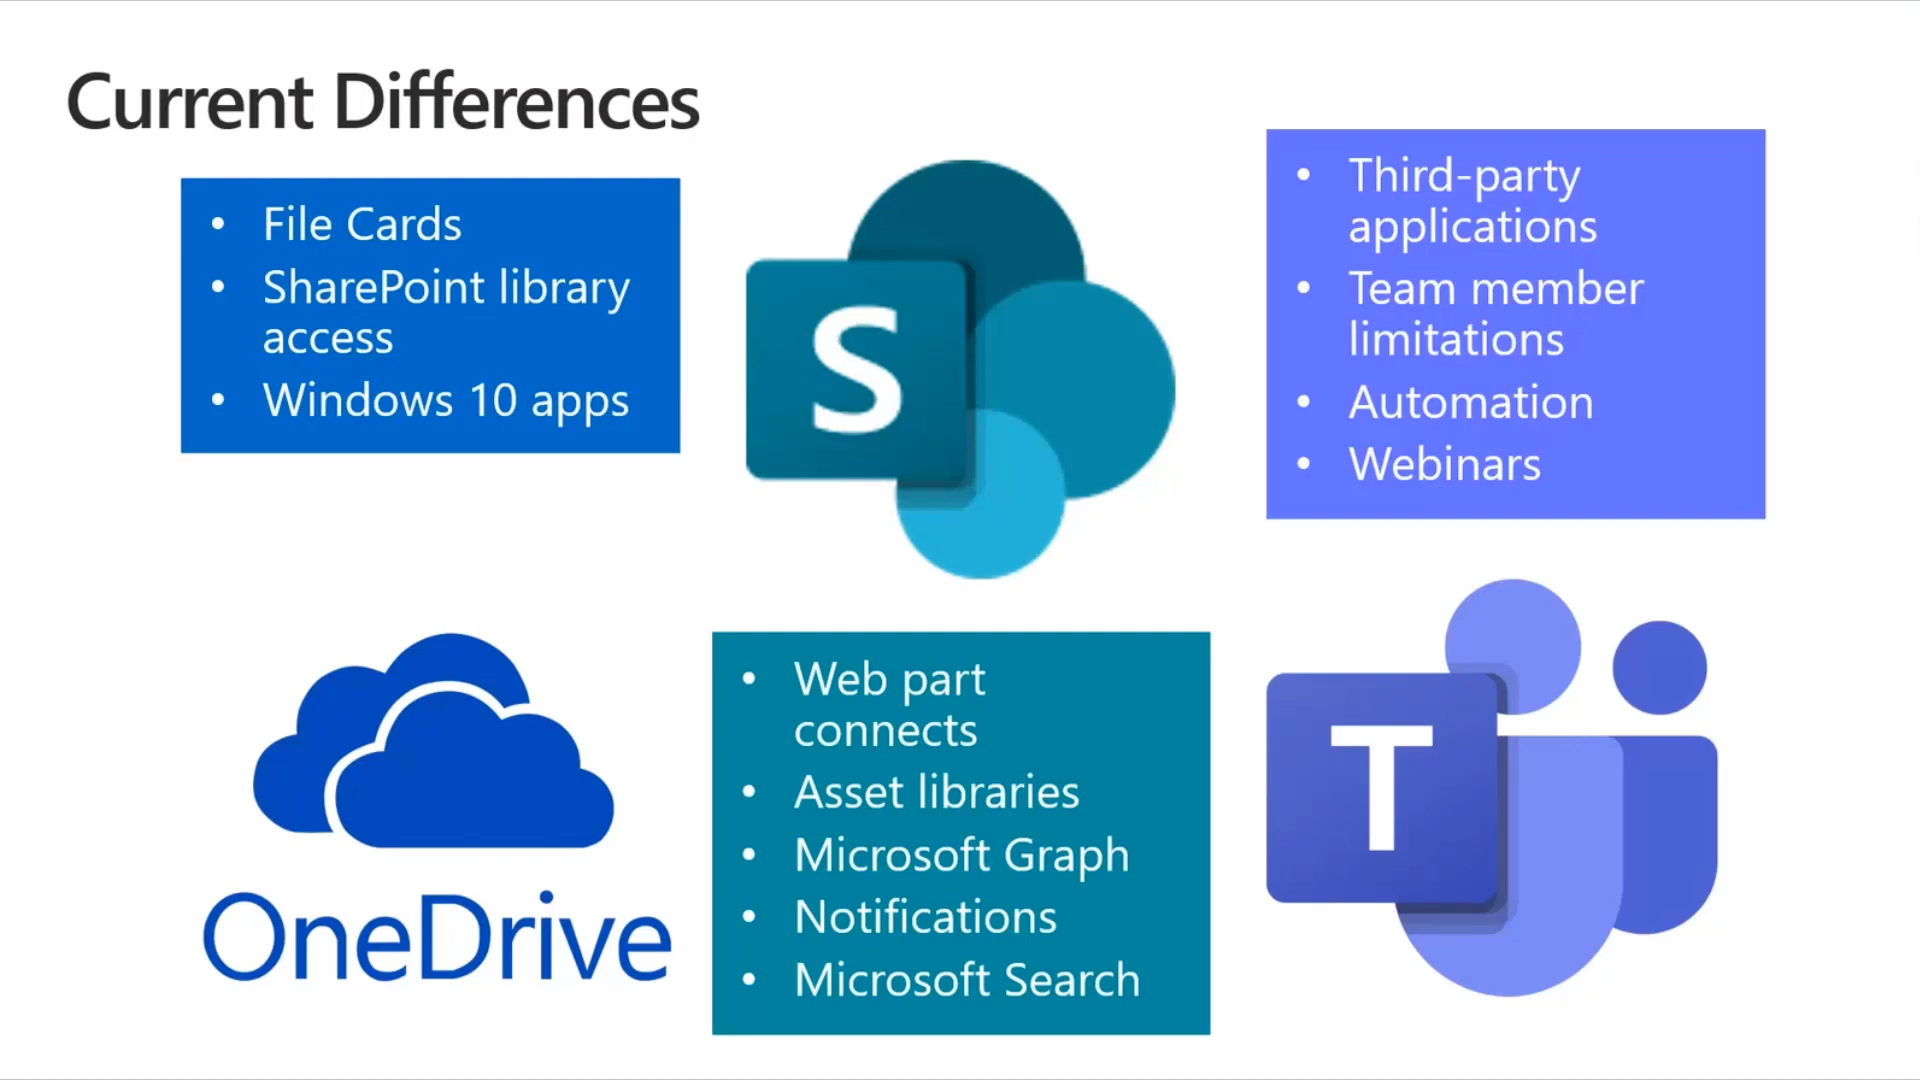 Current Differences
• File Cards
• SharePoint library
access
• Windows 10 apps
S
• Third-party
applications
• Team member
limitations
• Automation
• Webinars
OneDrive
• Web part
connects
• Asset libraries
• Microsoft Graph
• Notifications
• Microsoft Search
T